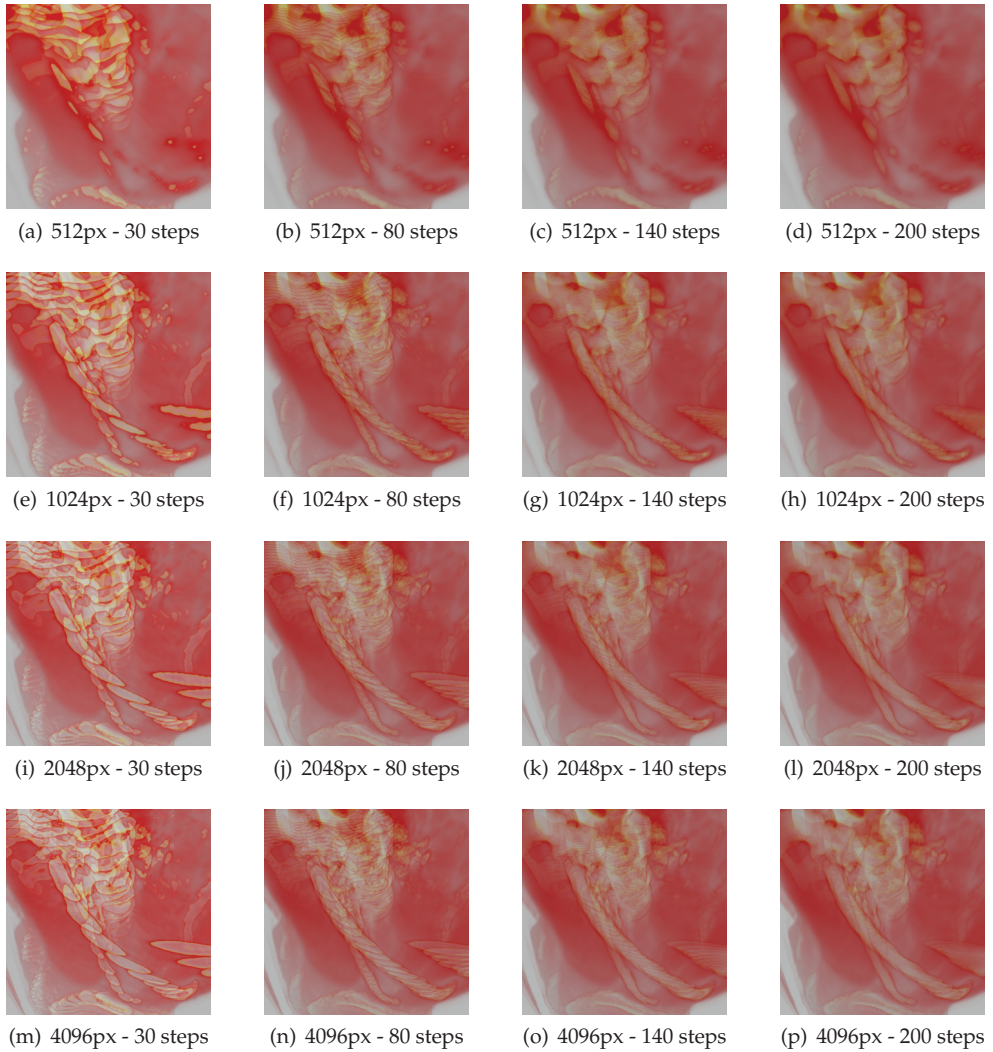 (a) 512px - 30 steps
(b) 512px - 80 steps
(c) 512px - 140 steps
(d) 512px - 200 steps
(e) 1024px - 30 steps
(f) 1024px - 80 steps
(g) 1024px - 140 steps
(h) 1024px - 200 steps
(i) 2048px - 30 steps
(j) 2048px - 80 steps
(k) 2048px - 140 steps
(l) 2048px - 200 steps
(m) 4096px - 30 steps
(n) 4096px - 80 steps
(o) 4096px - 140 steps
(p) 4096px - 200 steps